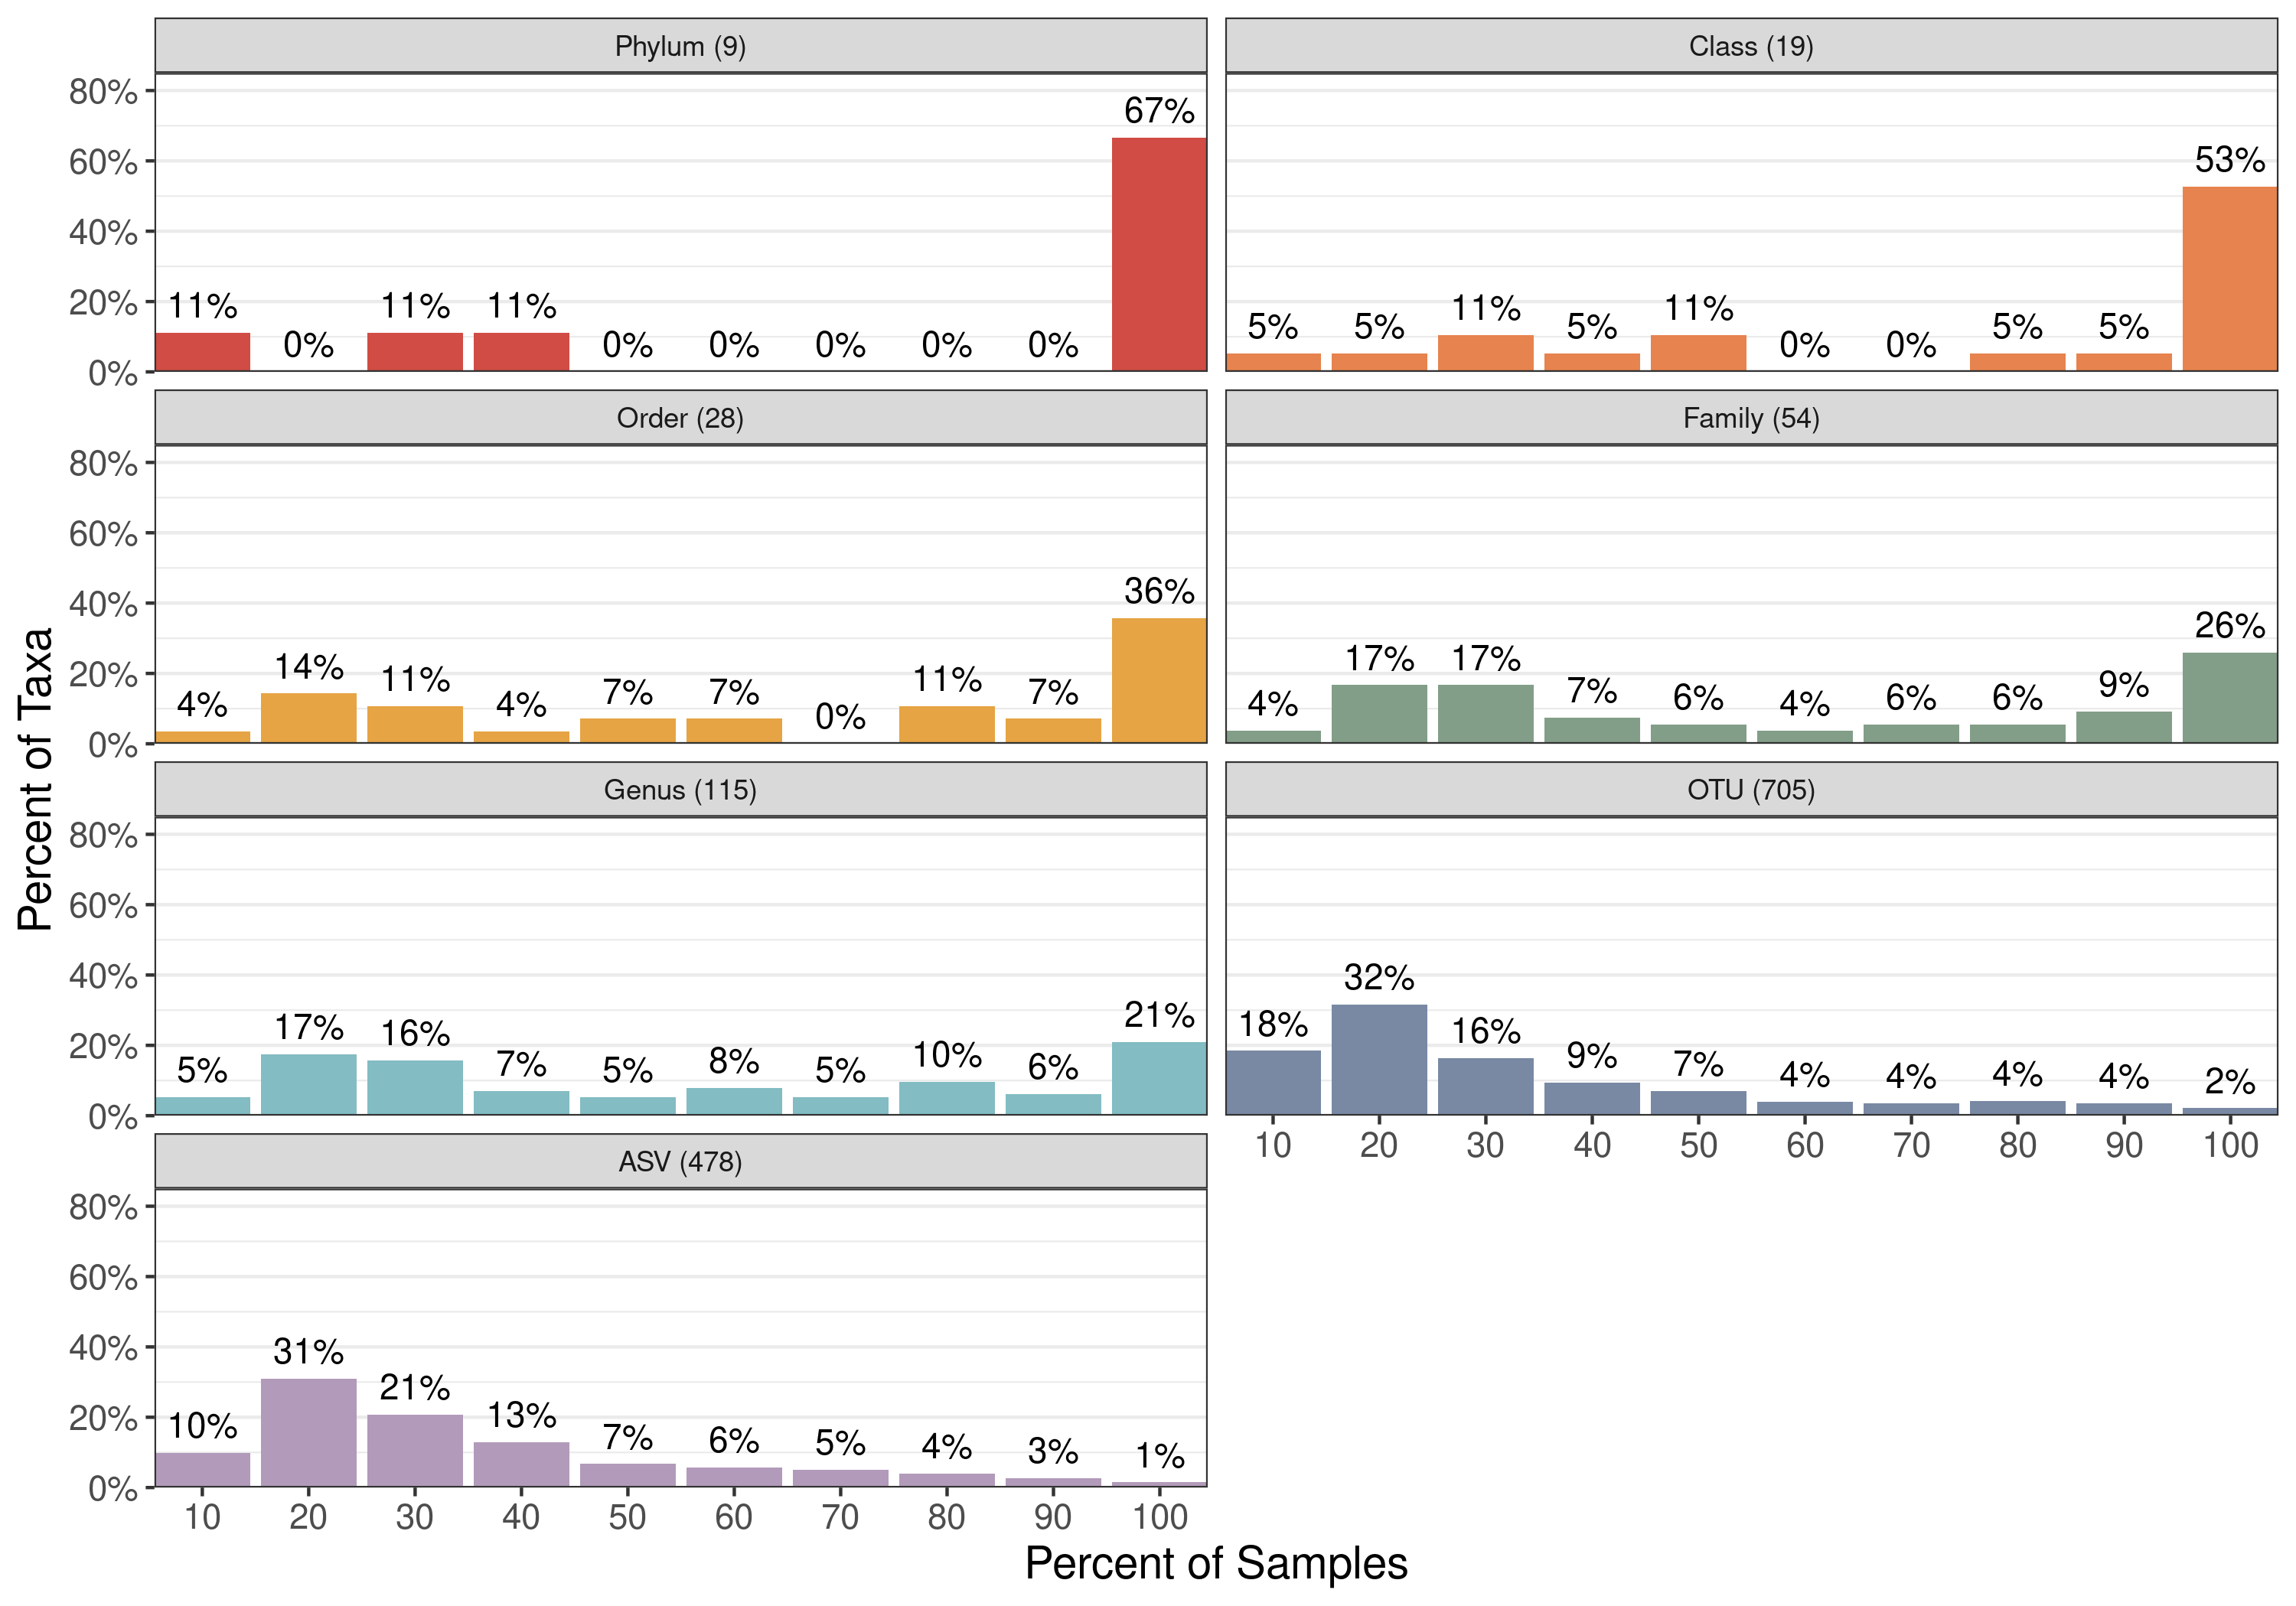 Phylum (9)
Class (19)
80%
60%
40%
20%
0%
11% 0% 11% 11% 0% 0% 0% 0% 0% 67%
5% 5% 11% 5% 11% 0% 0% 5% 5% 53%
Order (28)
Family (54)
80%
60%
40%
20%
0%
4% 14% 11% 4% 7% 7% 0% 11% 7% 36%
4% 17% 17% 7% 6% 4% 6% 6% 9% 26%
Genus (115)
OTU (705)
80%
60%
40%
20%
0%
5% 17% 16% 7% 5% 8% 5% 10% 6% 21%
18% 32% 16% 9% 7% 4% 4% 4% 4% 2%
10 20 30 40 50 60 70 80 90 100
ASV (478)
80%
60%
40%
20%
0%
10% 31% 21% 13% 7% 6% 5% 4% 3% 1%
10 20 30 40 50 60 70 80 90 100
Percent of Samples
Percent of Taxa